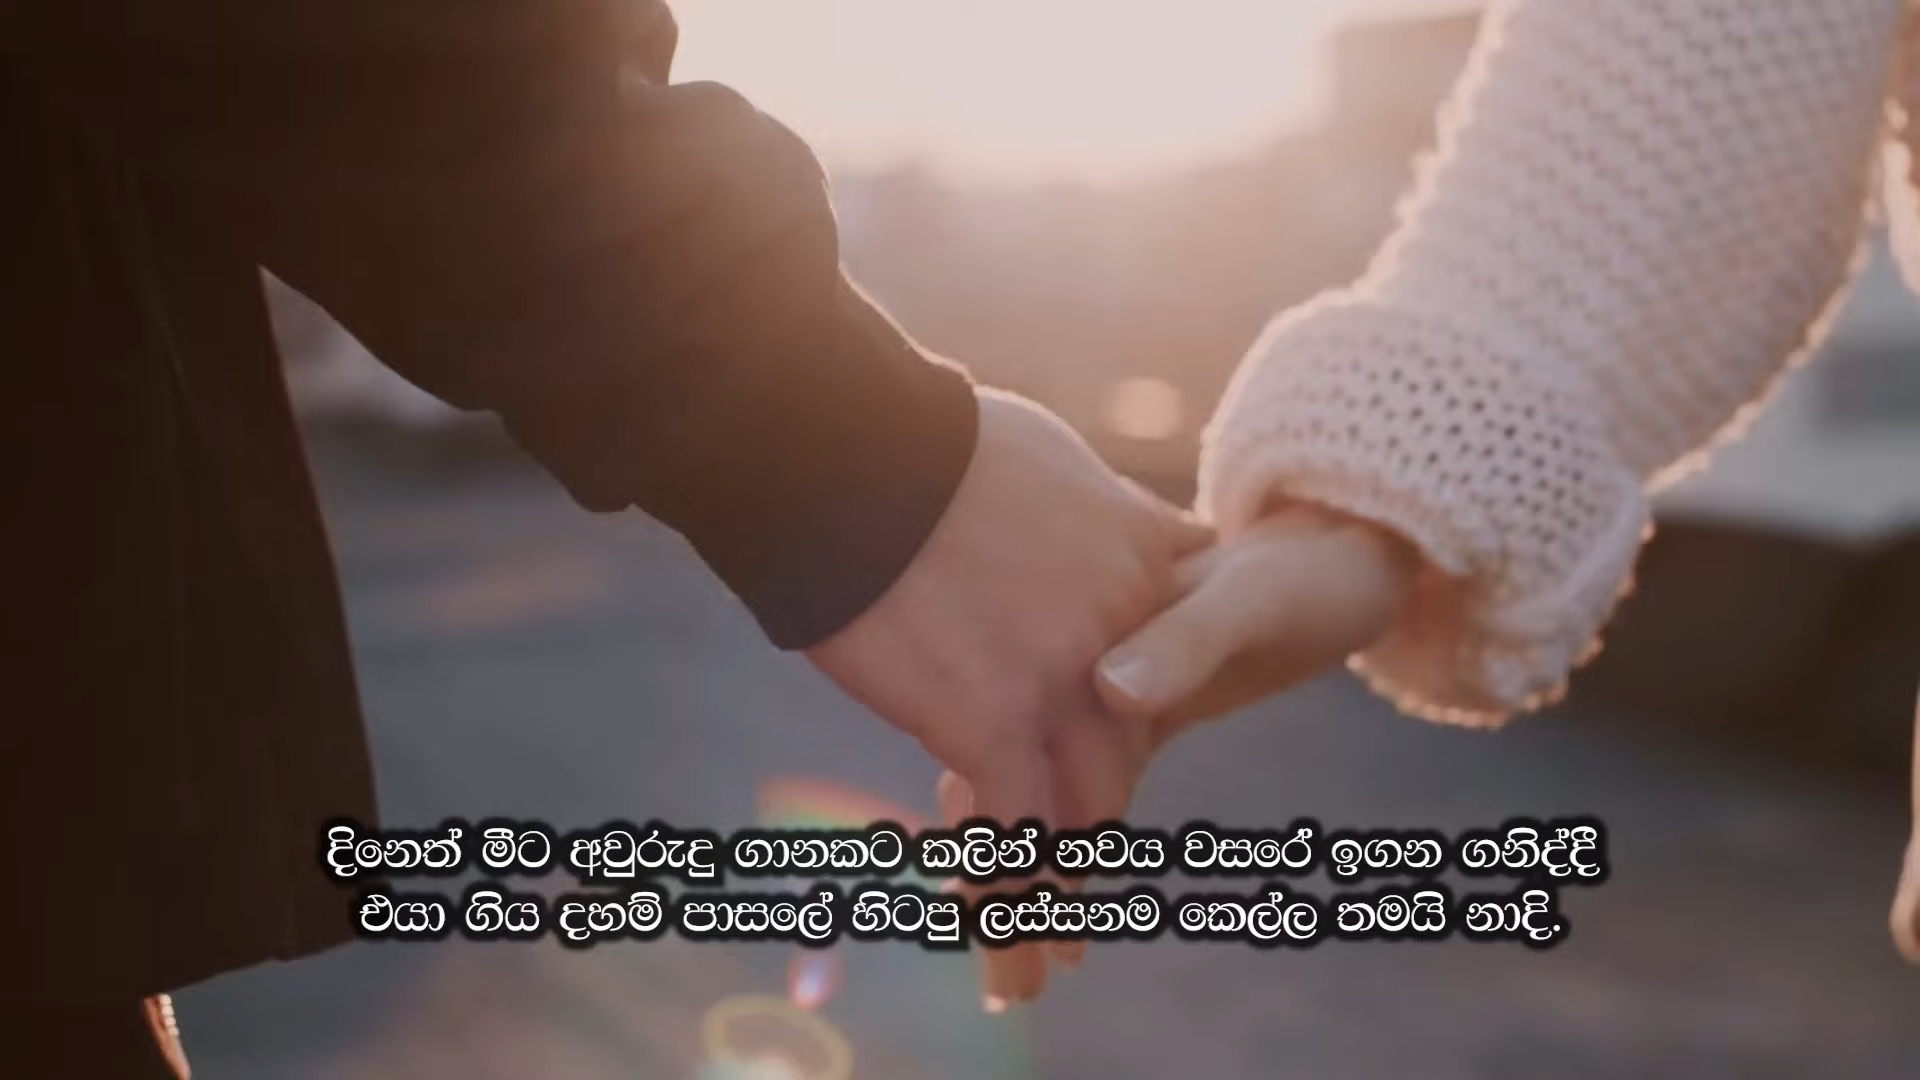 දිනෙත් මීට අවුරුදු ගානකට කලින් නවය වසරේ ඉගන ගනිද්දී
එයා ගිය දහම් පාසලේ හිටපු ලස්සනම කෙල්ල තමයි නාදි.